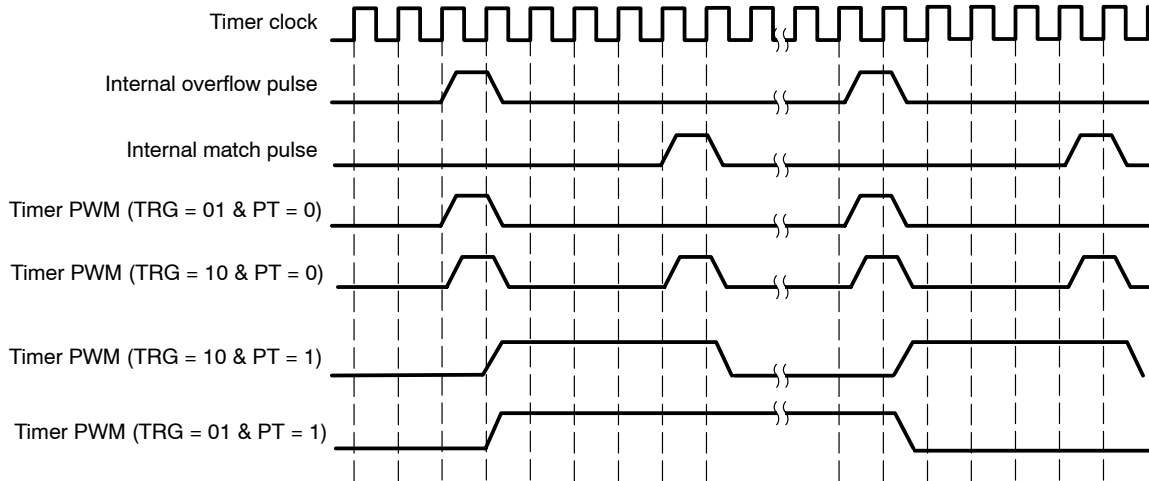 Timer clock
Internal overflow pulse
Internal match pulse
Timer PWM (TRG = 01 & PT = 0)
Timer PWM (TRG = 10 & PT = 0)
Timer PWM (TRG = 10 & PT = 1)
Timer PWM (TRG = 01 & PT = 1)